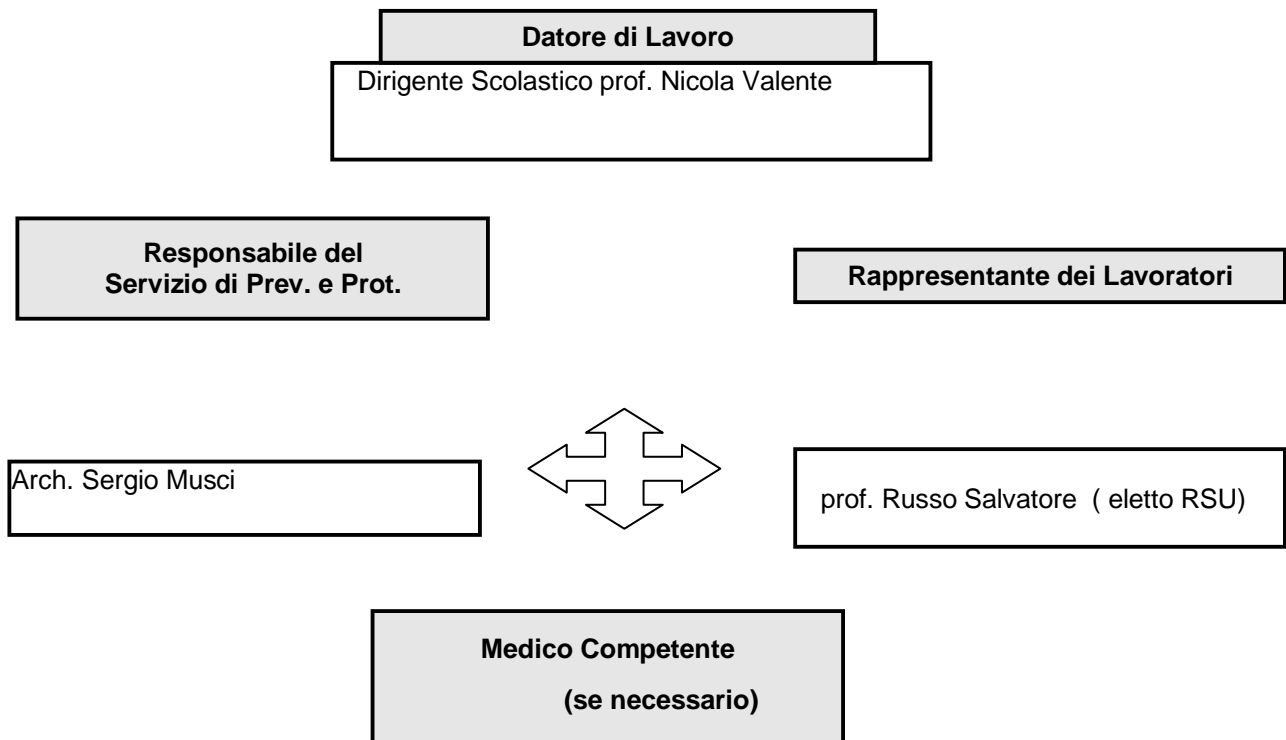 Datore di Lavoro
Dirigente Scolastico prof. Nicola Valente
Responsabile del
Servizio di Prev. e Prot.
Rappresentante dei Lavoratori
Arch. Sergio Musci
prof. Russo Salvatore ( eletto RSU)
Medico Competente
(se necessario)